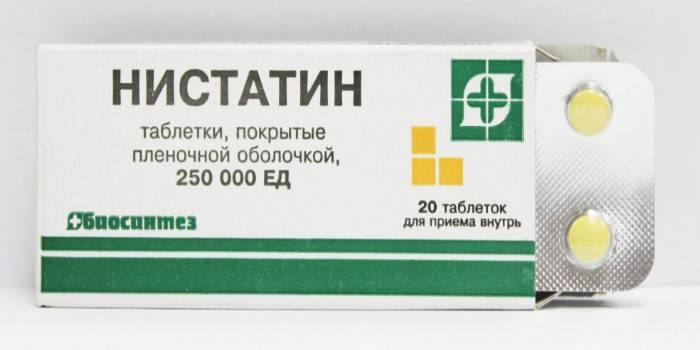 НИСТАТИН
таблетки, покрытые
пленочной оболочкой,
250 000 ЕД
20 таблеток
для приема внутрь
биосинтез